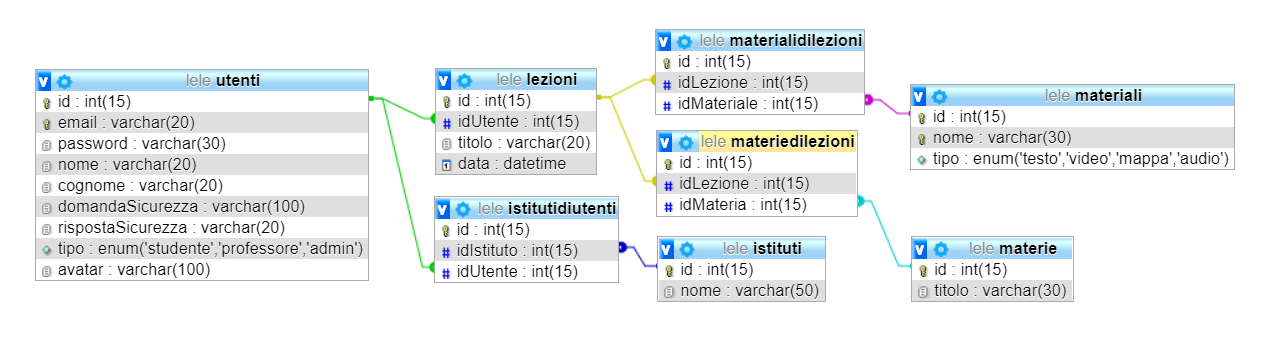 lele utenti
id : int(15)
email : varchar(20)
password : varchar(30)
nome : varchar(20)
cognome : varchar(20)
domandaSicurezza : varchar(100)
rispostaSicurezza : varchar(20)
tipo : enum('studente','professore','admin')
avatar : varchar(100)
lele lezioni
id : int(15)
idUtente : int(15)
titolo : varchar(20)
data : datetime
lele istitutidiutenti
id : int(15)
idIstituto : int(15)
idUtente : int(15)
lele materialidilezioni
id : int(15)
idLezione : int(15)
idMateriale : int(15)
lele materiedilezioni
id : int(15)
idLezione : int(15)
idMateria : int(15)
lele istituti
id : int(15)
nome : varchar(50)
lele materiali
id : int(15)
nome : varchar(30)
tipo : enum('testo','video','mappa','audio')
lele materie
id : int(15)
titolo : varchar(30)